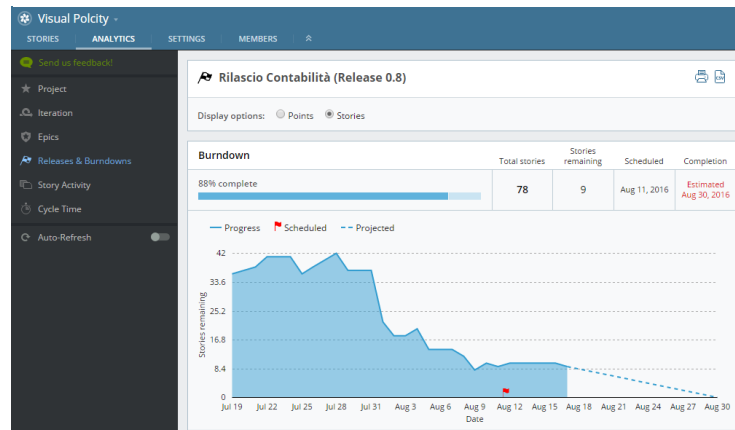 Visual Polcity
STORIES ANALYTICS SETTINGS MEMBERS
Send us feedback!
Project
Iteration
Epics
Releases & Burndowns
Story Activity
Cycle Time
Auto-Refresh
Rilascio Contabilità (Release 0.8)
CSV
Display options: Points Stories
Burndown
Total stories
Stories
remaining
Scheduled
Completion
88% complete
78
9
Aug 11, 2016
Estimated
Aug 30, 2016
Progress Scheduled Projected
42
33.6
25.2
16.8
8.4
0
Stories remaining
Jul 19 Jul 22 Jul 25 Jul 28 Jul 31 Aug 3 Aug 6 Aug 9 Aug 12 Aug 15 Aug 18 Aug 21 Aug 24 Aug 27 Aug 30
Date